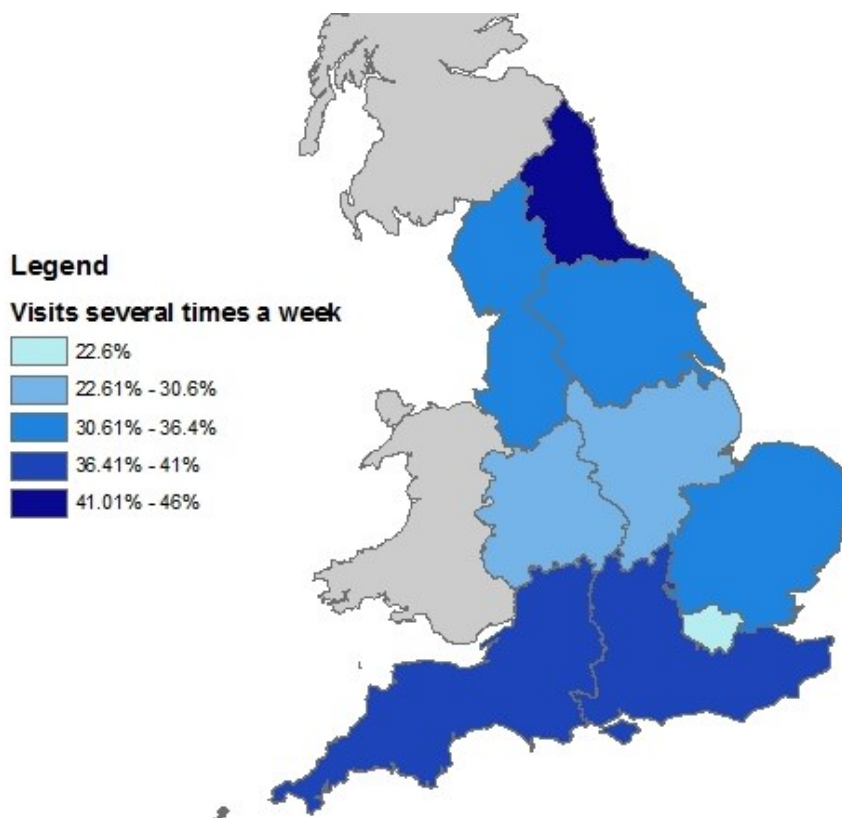 Legend
Visits several times a week
22.6%
22.61% - 30.6%
30.61% - 36.4%
36.41% - 41%
41.01% - 46%